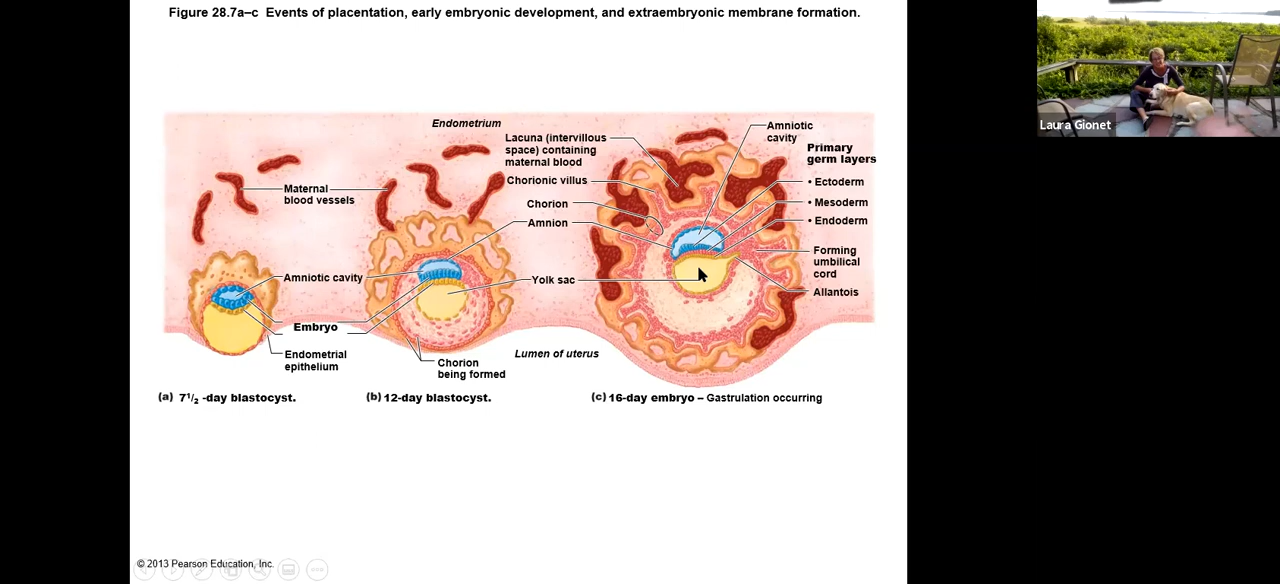 Figure 28.7a–c Events of placentation, early embryonic development, and extraembryonic membrane formation.
Laura Gionet
Endometrium
Lacuna (intervillous
space) containing
maternal blood
Amniotic
cavity
Primary
germ layers
Maternal
blood vessels
Chorionic villus
• Ectoderm
Chorion
• Mesoderm
Amnion
• Endoderm
Forming
umbilical
cord
Amniotic cavity
Yolk sac
Allantois
Embryo
Endometrial
epithelium
Chorion
being formed
Lumen of uterus
(a) 7 1/2 -day blastocyst.
(b) 12-day blastocyst.
(c) 16-day embryo – Gastrulation occurring
© 2013 Pearson Education, Inc.